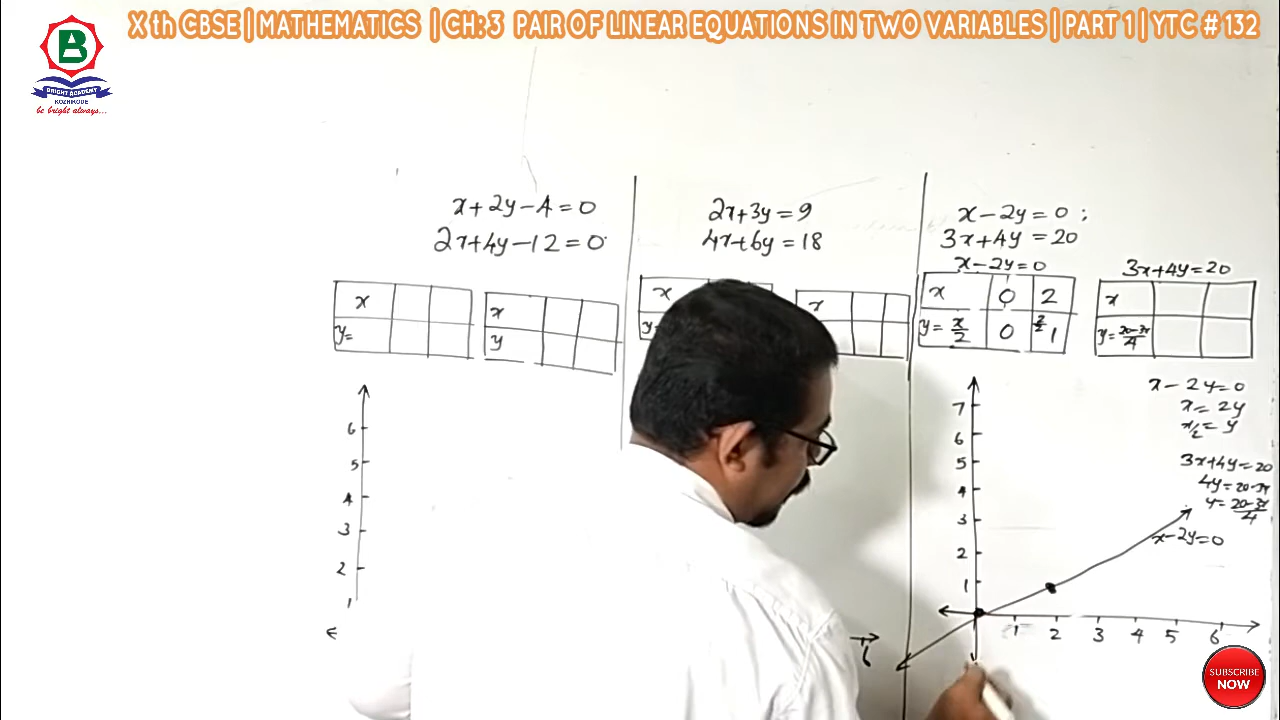 X th CBSE | MATHEMATICS | CH: 3 PAIR OF LINEAR EQUATIONS IN TWO VARIABLES | PART 1 | YTC # 132
B
BRIGHT ACADEMY
KOZHIKODE
be bright always...
x+2y-4=0
2x+4y-12=0
x
y=
x
y
6
5
4
3
2
1
2x+3y=9
4x+6y=18
x
y=
x
x-2y=0 ;
3x+4y=20
x-2y=0
x 0 2
y= x/2 0 2/2 1
3x+4y=20
x
y= 20-3x/4
x-2y=0
x=2y
x/2=y
3x+4y=20
4y=20-3x
y=20-3x/4
x-2y=0
7
6
5
4
3
2
1
1 2 3 4 5 6
6
SUBSCRIBE
NOW